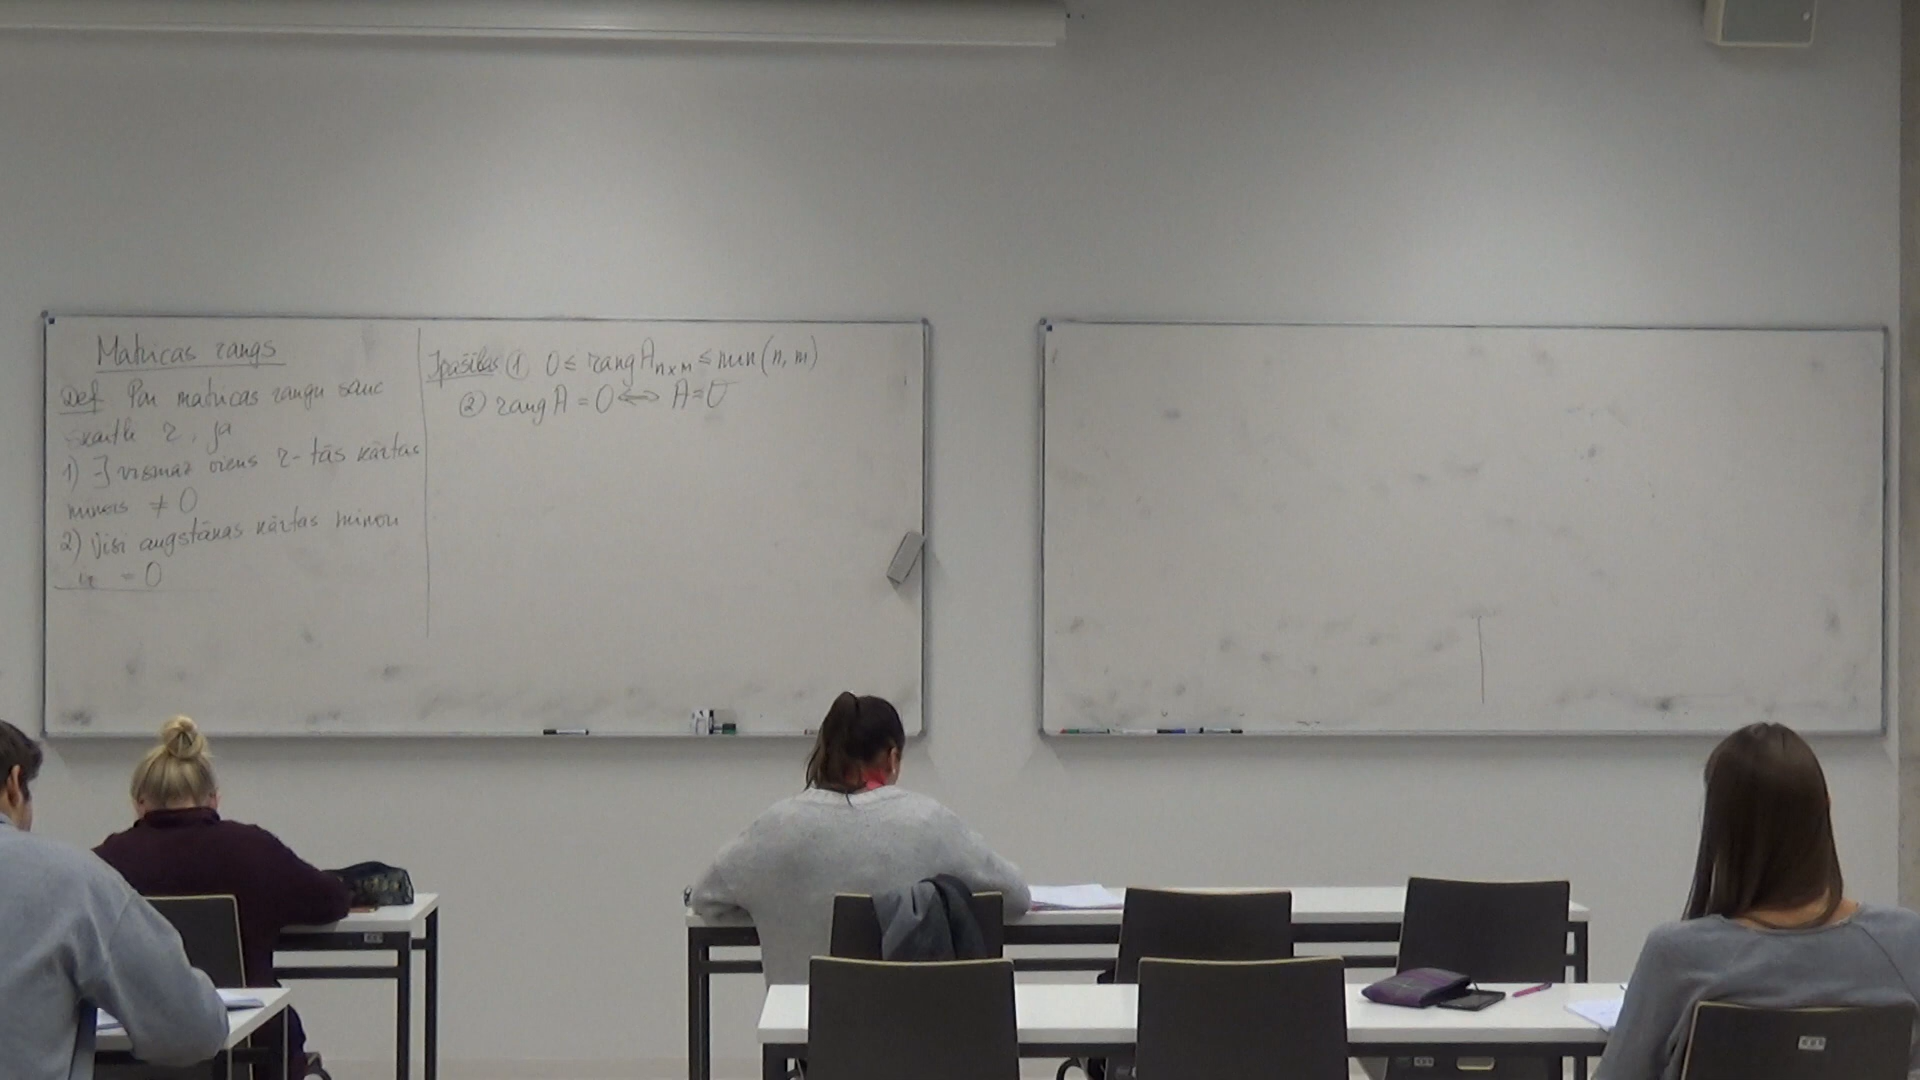 Matricas rangs
Def Par matricas rangu sauc
skaitli r, ja
1) ∃ vismaz viens r-tās kārtas
minors ≠ 0
2) Visi augstākas kārtas minori
ir = 0
Īpašības ① 0 ≤ rang Aₙₓₘ ≤ min (n, m)
② rang A = 0 ⟺ A = O